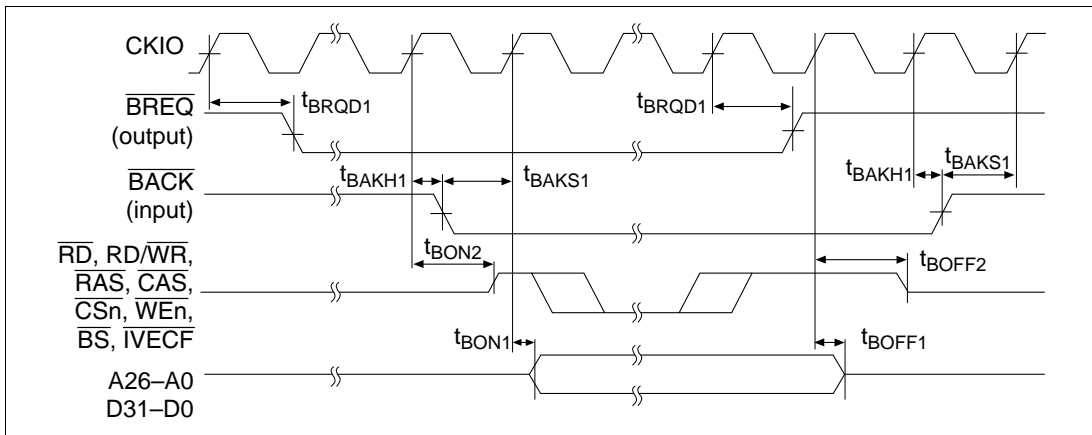 CKIO
tBRQD1 tBRQD1
BREQ
(output)
tBAKH1 tBAKS1 tBAKH1 tBAKS1
BACK
(input)
RD, RD/WR,
RAS, CAS,
CSn, WEn,
BS, IVECF
tBON2 tBOFF2
tBON1 tBOFF1
A26–A0
D31–D0